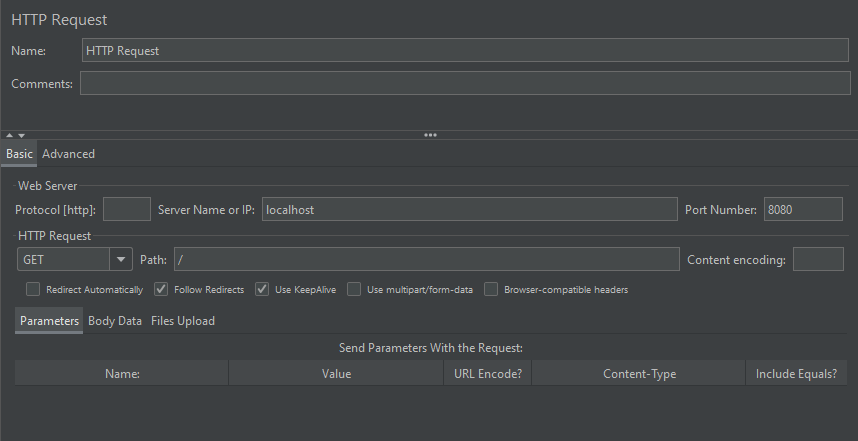 HTTP Request
Name: HTTP Request
Comments:
Basic Advanced
Web Server
Protocol [http]: Server Name or IP: localhost Port Number: 8080
HTTP Request
GET Path: / Content encoding:
Redirect Automatically Follow Redirects Use KeepAlive Use multipart/form-data Browser-compatible headers
Parameters Body Data Files Upload
Send Parameters With the Request:
Name: Value URL Encode? Content-Type Include Equals?